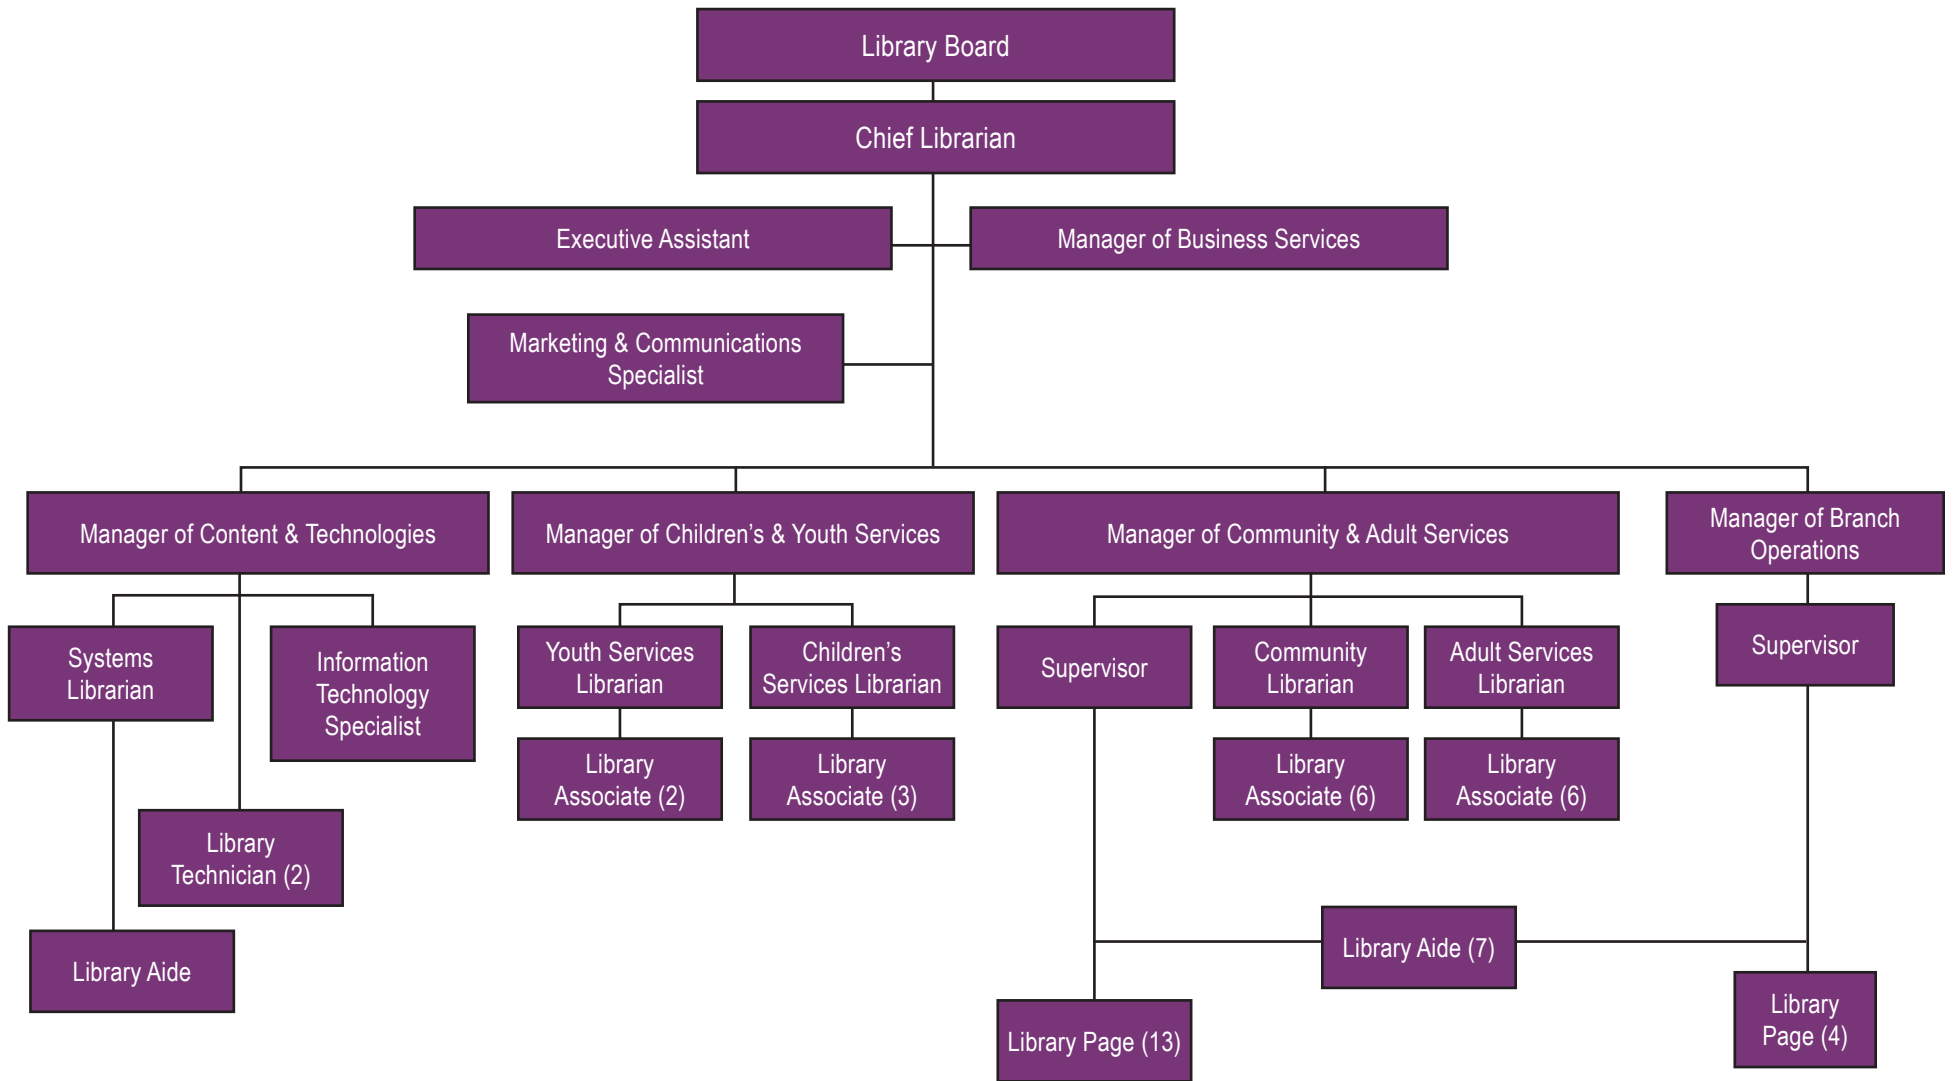 Library Board
Chief Librarian
Executive Assistant
Manager of Business Services
Marketing & Communications
Specialist
Manager of Content & Technologies
Manager of Children’s & Youth Services
Manager of Community & Adult Services
Manager of Branch
Operations
Systems
Librarian
Information
Technology
Specialist
Youth Services
Librarian
Children’s
Services Librarian
Supervisor
Community
Librarian
Adult Services
Librarian
Supervisor
Library
Associate (2)
Library
Associate (3)
Library
Associate (6)
Library
Associate (6)
Library
Technician (2)
Library Aide
Library Aide (7)
Library Page (13)
Library
Page (4)